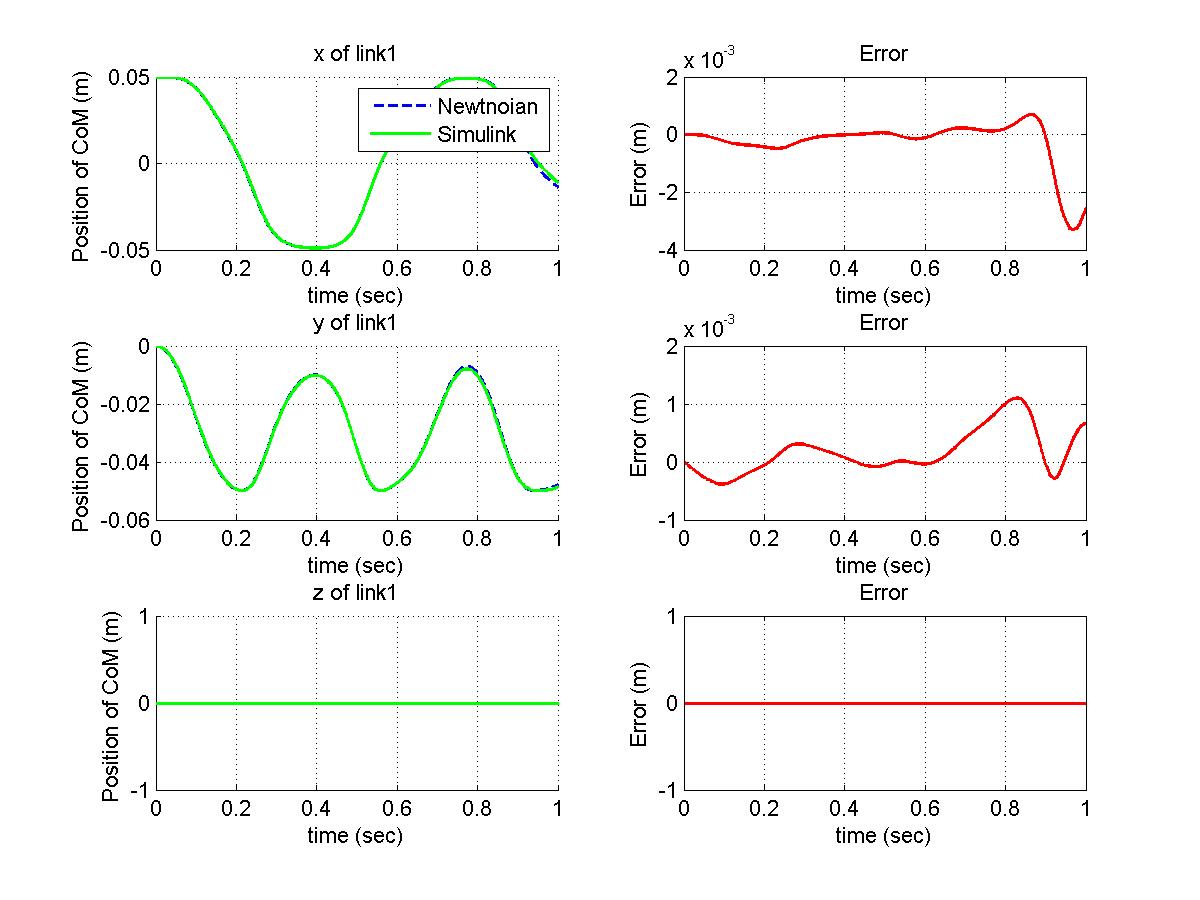 x of link1
Position of CoM (m)
0.05
0
-0.05
Newtnoian
Simulink
0 0.2 0.4 0.6 0.8 1
time (sec)
Error
x 10-3
Error (m)
2
0
-2
-4
0 0.2 0.4 0.6 0.8 1
time (sec)
y of link1
Position of CoM (m)
0
-0.02
-0.04
-0.06
0 0.2 0.4 0.6 0.8 1
time (sec)
Error
x 10-3
Error (m)
2
1
0
-1
0 0.2 0.4 0.6 0.8 1
time (sec)
z of link1
Position of CoM (m)
1
0
-1
0 0.2 0.4 0.6 0.8 1
time (sec)
Error
Error (m)
1
0
-1
0 0.2 0.4 0.6 0.8 1
time (sec)